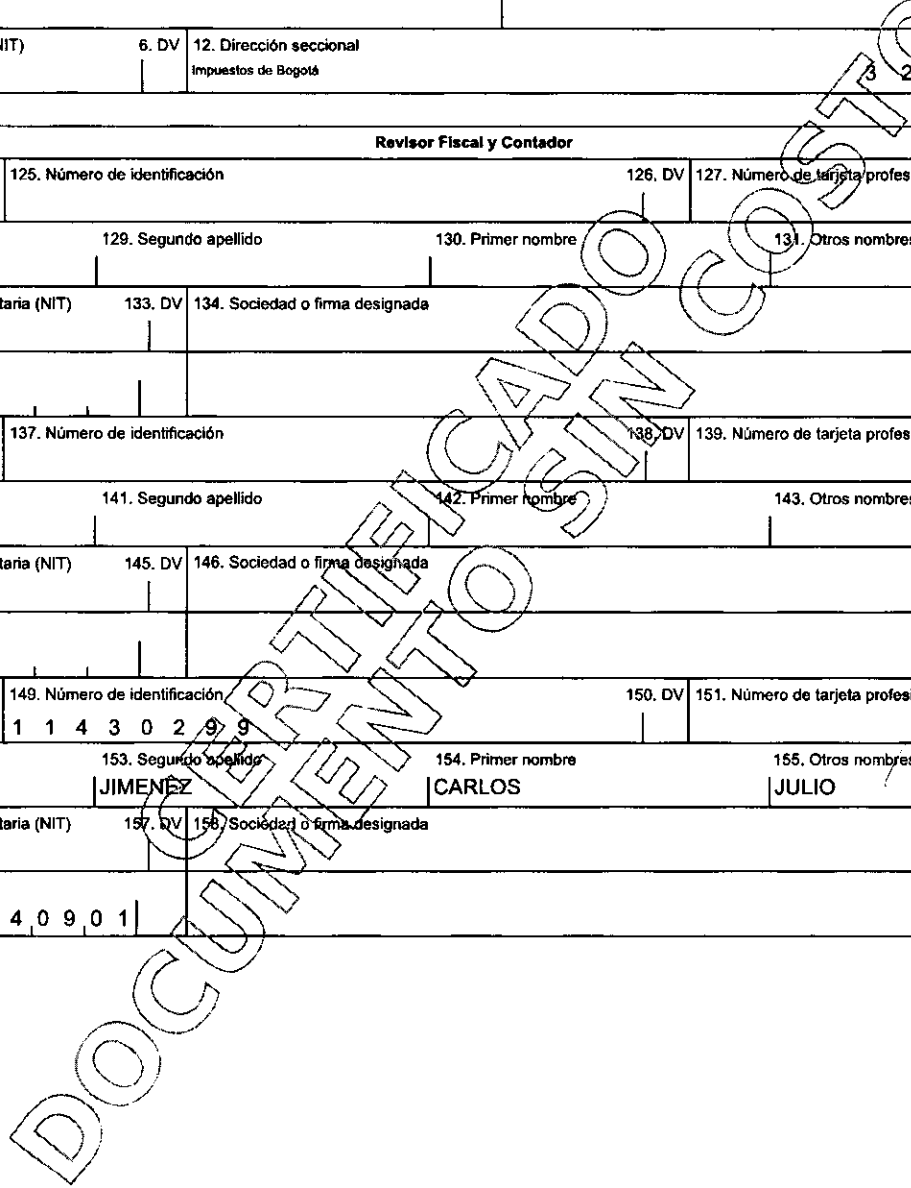 IIT) 6. DV 12. Dirección seccional
Impuestos de Bogotá 3 2
Revisor Fiscal y Contador
125. Número de identificación 126. DV 127. Número de tarjeta profes
129. Segundo apellido 130. Primer nombre 131. Otros nombres
taria (NIT) 133. DV 134. Sociedad o firma designada
137. Número de identificación 138. DV 139. Número de tarjeta profes
141. Segundo apellido 142. Primer nombre 143. Otros nombres
taria (NIT) 145. DV 146. Sociedad o firma designada
149. Número de identificación 150. DV 151. Número de tarjeta profesi
1 1 4 3 0 2 9 9
153. Segundo apellido 154. Primer nombre 155. Otros nombres
JIMENEZ CARLOS JULIO
taria (NIT) 157. DV 158. Sociedad o firma designada
4 0 9 0 1
CERTIFICADO
DOCUMENTO SIN COSTO